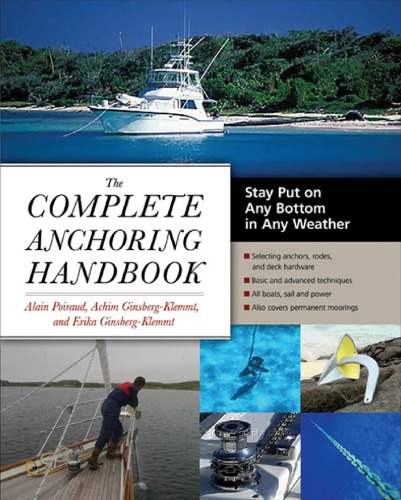 The
COMPLETE
ANCHORING
HANDBOOK
Alain Poiraud, Achim Ginsberg-Klemmt,
and Erika Ginsberg-Klemmt
Stay Put on
Any Bottom
in Any Weather
■ Selecting anchors, rodes,
and deck hardware
■ Basic and advanced techniques
■ All boats, sail and power
■ Also covers permanent moorings